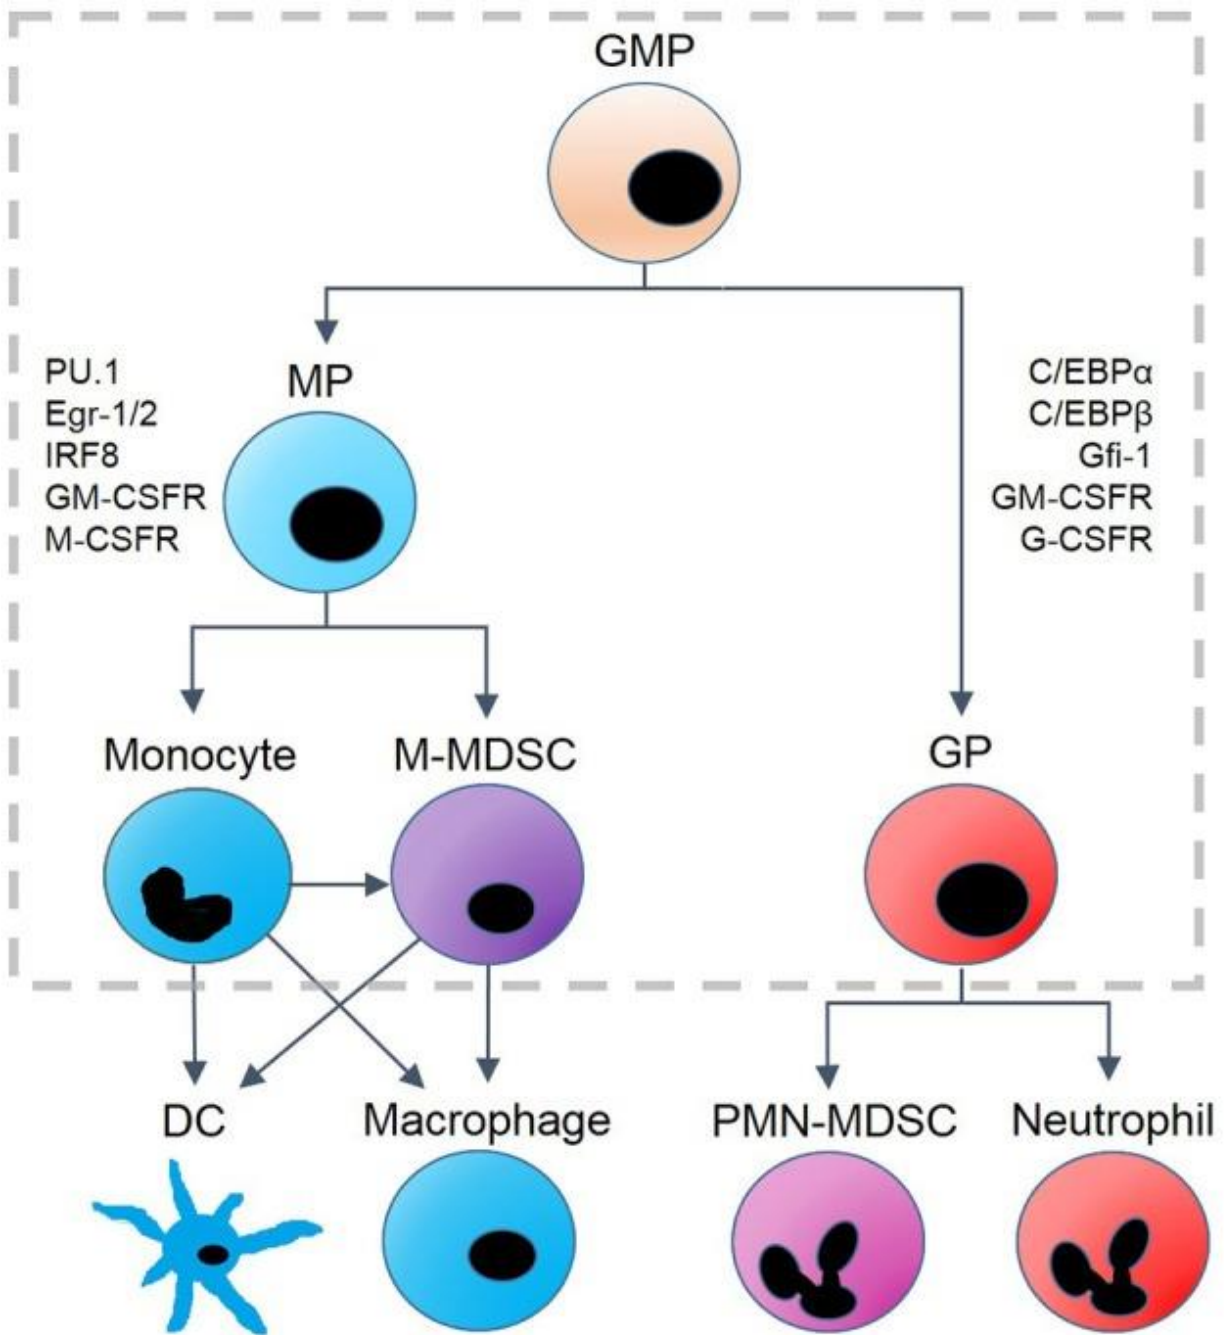 GMP
PU.1
Egr-1/2
IRF8
GM-CSFR
M-CSFR
MP
C/EBPα
C/EBPβ
Gfi-1
GM-CSFR
G-CSFR
Monocyte
M-MDSC
GP
DC
Macrophage
PMN-MDSC
Neutrophil